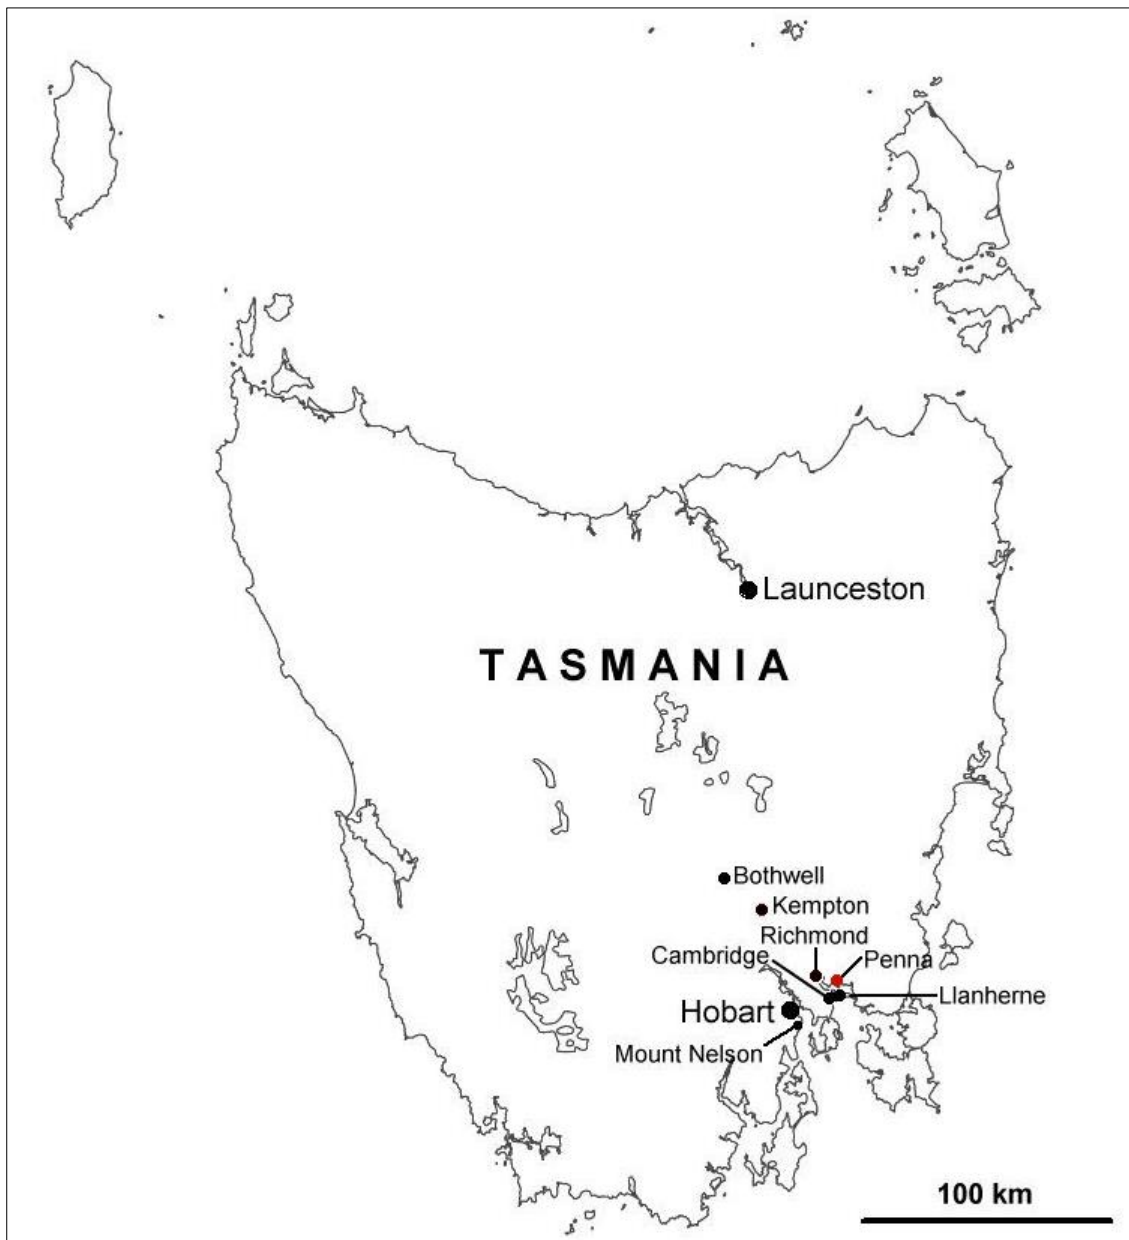 Launceston
TASMANIA
Bothwell
Kempton
Richmond
Cambridge
Penna
Llanherne
Hobart
Mount Nelson
100 km